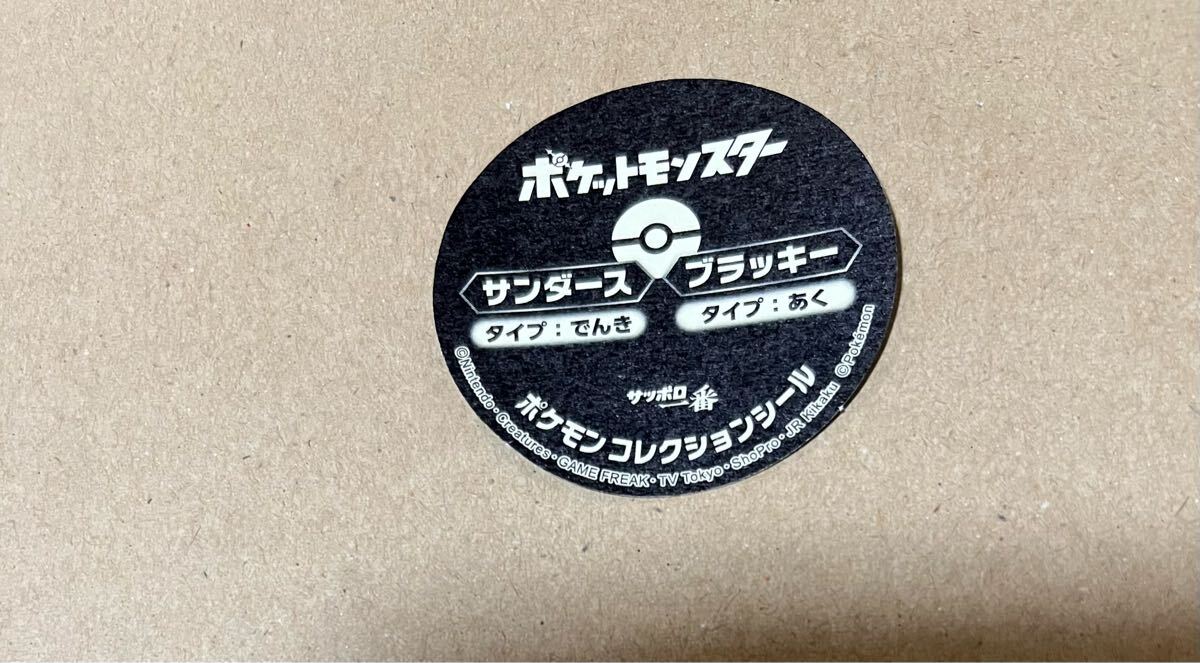 ポケットモンスター
サンダース
タイプ：でんき
ブラッキー
タイプ：あく
サッポロ一番
ポケモンコレクションシール
©Nintendo・Creatures・GAME FREAK・TV Tokyo・ShoPro・JR Kikaku ©Pokémon